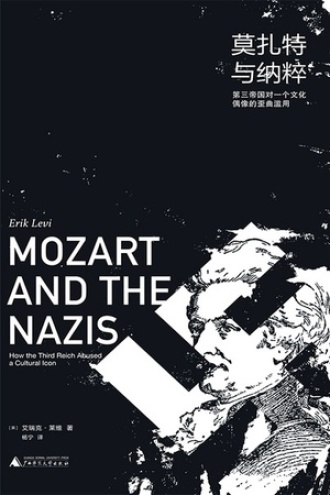 莫扎特
与纳粹
第三帝国对一个文化
偶像的歪曲滥用
Erik Levi
MOZART
AND THE
NAZIS
How the Third Reich Abused
a Cultural Icon
[英] 艾瑞克·莱维 著
杨宁 译
广西师范大学出版社